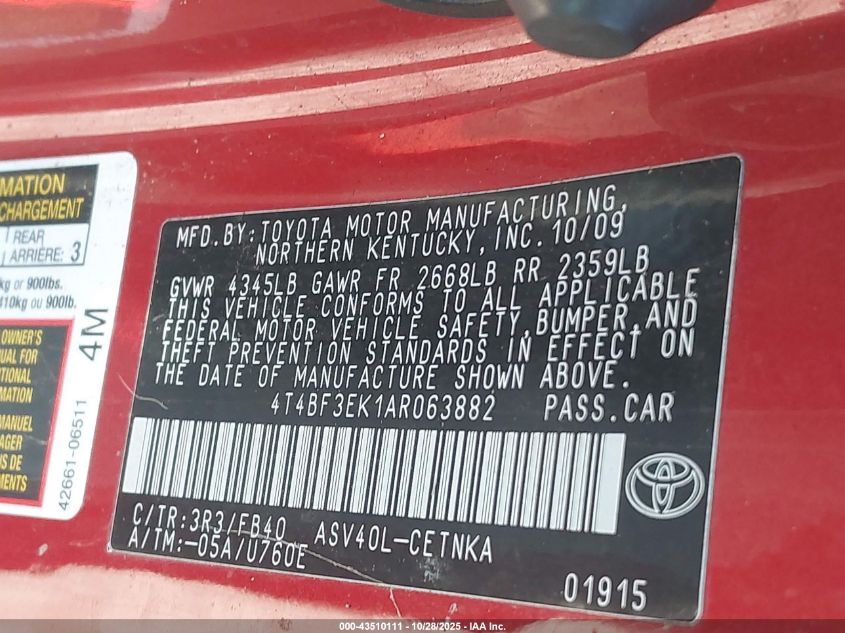 MATION
CHARGEMENT
REAR
ARRIÈRE: 3
kg or 900lbs.
410kg ou 900lb.
OWNER'S
UAL FOR
ITIONAL
RMATION
MANUEL
AGER
US DE
MENTS
4M
42661-06511
MFD. BY: TOYOTA MOTOR MANUFACTURING,
NORTHERN KENTUCKY, INC. 10/09
GVWR 4345LB GAWR FR 2668LB RR 2359LB
THIS VEHICLE CONFORMS TO ALL APPLICABLE
FEDERAL MOTOR VEHICLE SAFETY, BUMPER, AND
THEFT PREVENTION STANDARDS IN EFFECT ON
THE DATE OF MANUFACTURE SHOWN ABOVE.
4T4BF3EK1AR063882 PASS. CAR
C/TR: 3R3/FB40 ASV40L-CETNKA
A/TM: -05A/U760E
01915
000-43510111 - 10/28/2025 - IAA Inc.